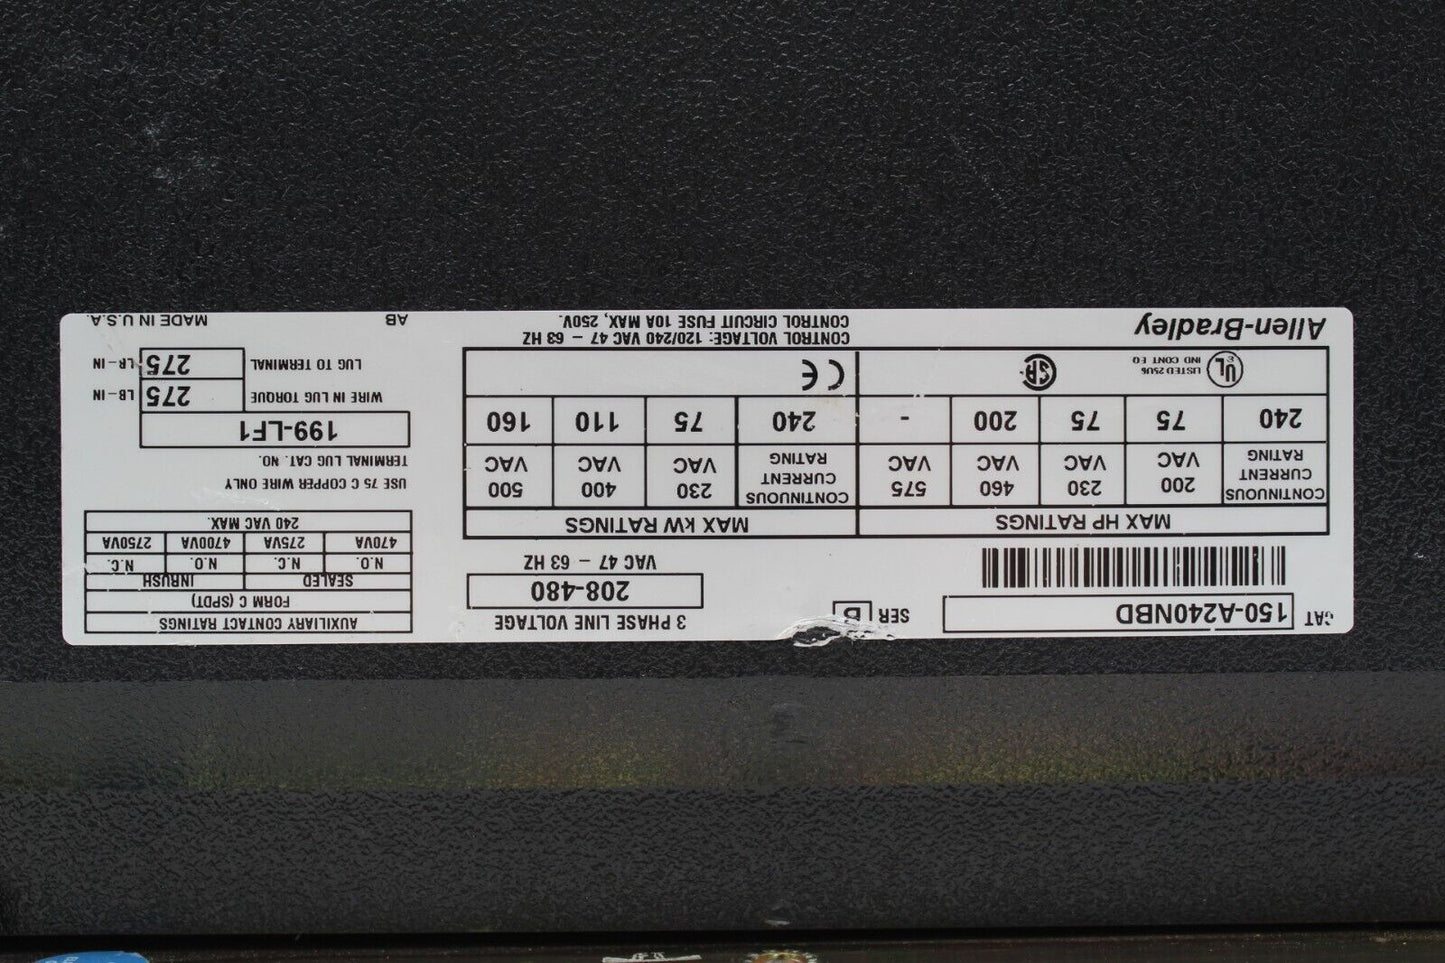 CAT 150-A240NBD SER B
3 PHASE LINE VOLTAGE
208-480
VAC 47 - 63 HZ
MAX HP RATINGS
MAX kW RATINGS
CONTINUOUS CURRENT RATING 200 VAC 230 VAC 460 VAC 575 VAC CONTINUOUS CURRENT RATING 230 VAC 400 VAC 500 VAC
240 75 75 200 - 240 75 110 160
UL LISTED 25U6 IND CONT EQ
SA
CE
Allen-Bradley
CONTROL VOLTAGE: 120/240 VAC 47 - 63 HZ
CONTROL CIRCUIT FUSE 10A MAX, 250V.
AUXILIARY CONTACT RATINGS
FORM C (SPDT)
SEALED INRUSH
N.O. N.C. N.O. N.C.
470VA 275VA 4700VA 2750VA
240 VAC MAX.
USE 75 C COPPER WIRE ONLY
TERMINAL LUG CAT. NO.
199-LF1
WIRE IN LUG TORQUE 275 LB-IN
LUG TO TERMINAL 275 LB-IN
AB MADE IN U.S.A.